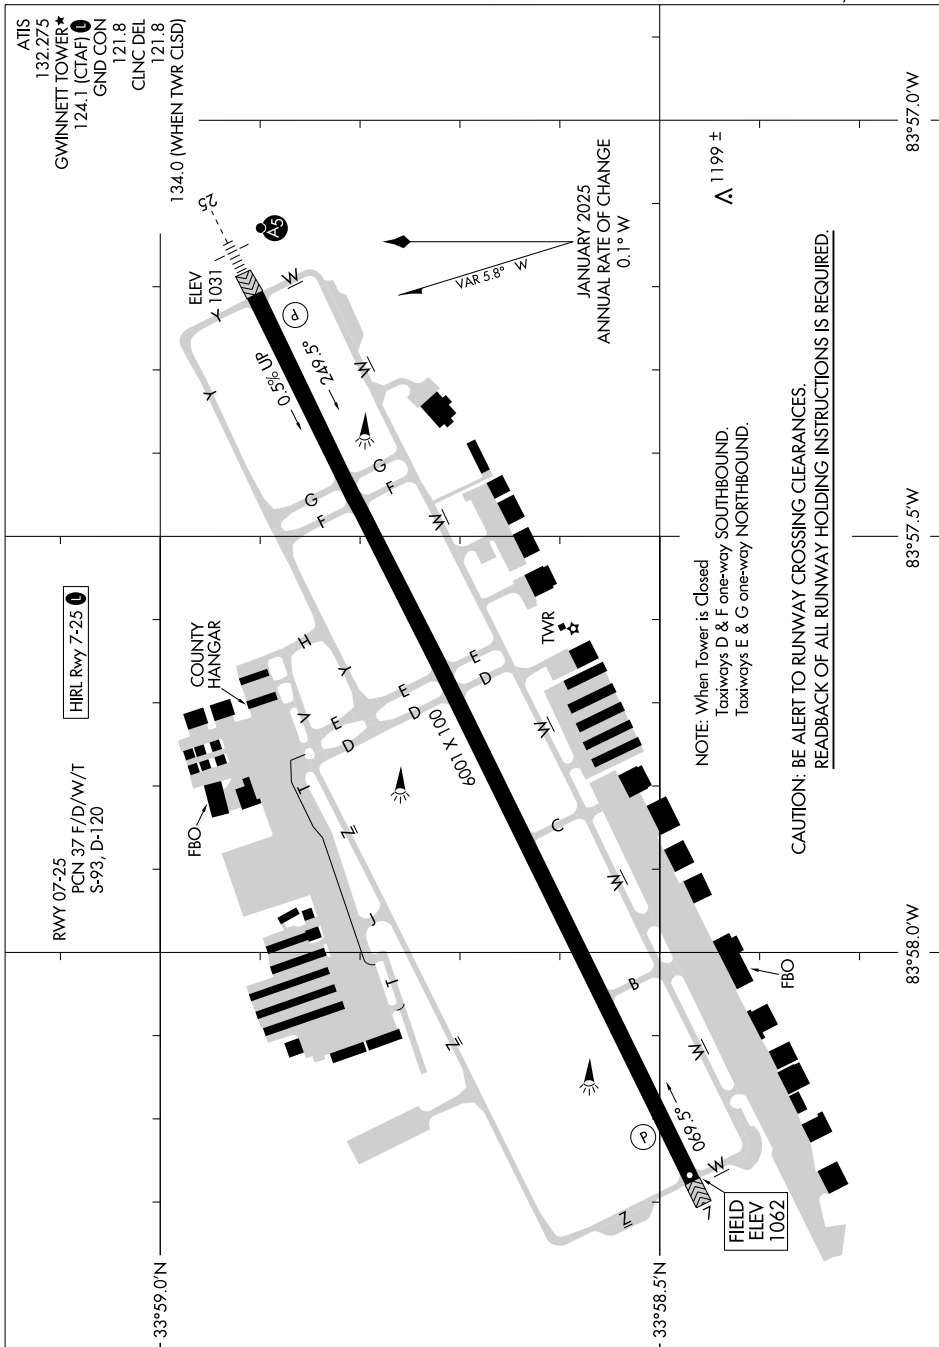 ATIS
132.275
GWINNETT TOWER★
124.1 (CTAF) L
GND CON
121.8
CLNC DEL
121.8
134.0 (WHEN TWR CLSD)
RWY 07-25
PCN 37 F/D/W/T
S-93, D-120
HIRL Rwy 7-25 L
COUNTY
HANGAR
FBO
ELEV
1031
25
A5
P
0.5% UP
249.5°
6001 X 100
069.5°
P
7
FIELD
ELEV
1062
FBO
TWR
Y
Y
Y
W
W
W
W
W
W
W
G
F
G
F
H
A
E
D
E
D
E
D
T
T
J
Z
Z
Z
C
B
VAR 5.8° W
JANUARY 2025
ANNUAL RATE OF CHANGE
0.1° W
1199 ±
NOTE: When Tower is Closed
Taxiways D & F one-way SOUTHBOUND.
Taxiways E & G one-way NORTHBOUND.
CAUTION: BE ALERT TO RUNWAY CROSSING CLEARANCES.
READBACK OF ALL RUNWAY HOLDING INSTRUCTIONS IS REQUIRED.
33°59.0'N
33°58.5'N
83°58.0'W
83°57.5'W
83°57.0'W